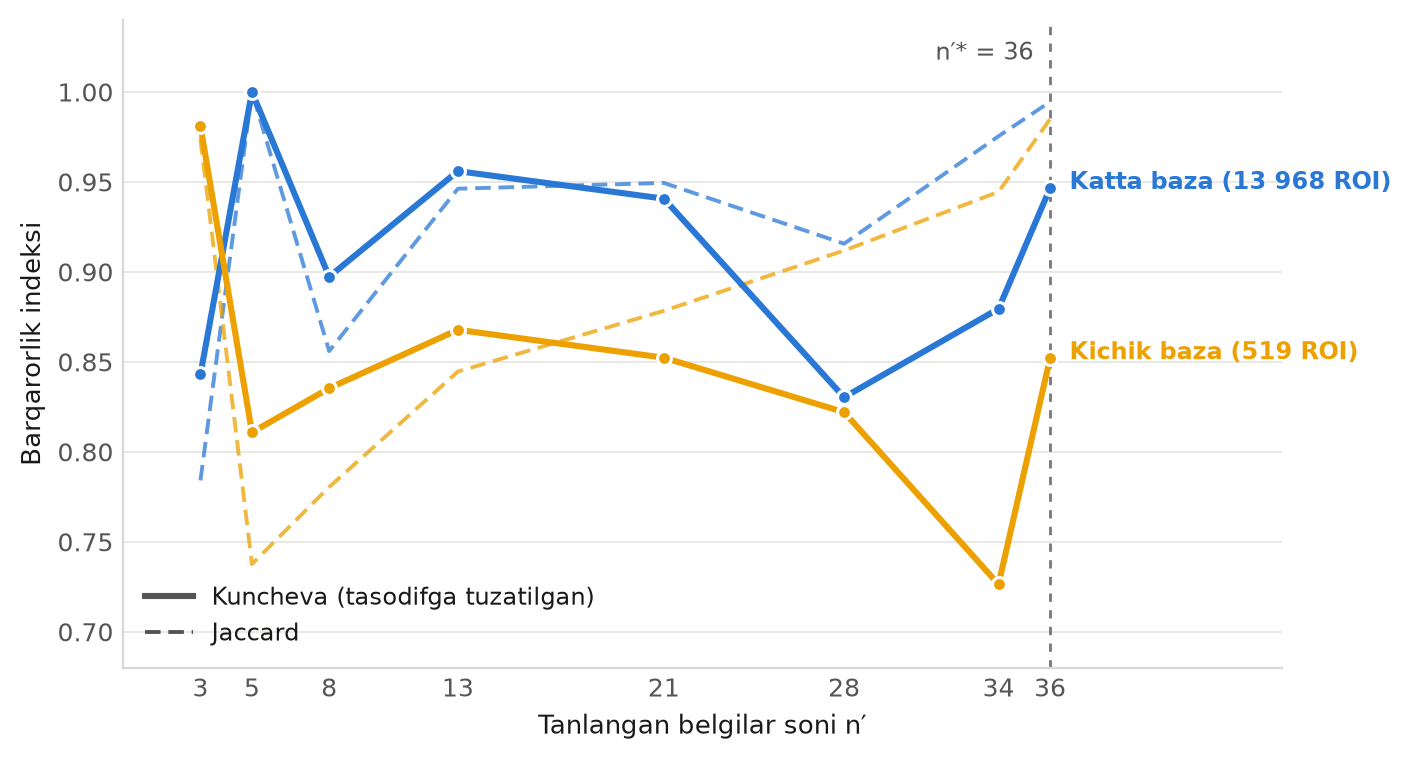 n′* = 36
1.00
0.95
0.90
0.85
0.80
0.75
0.70
Barqarorlik indeksi
Katta baza (13 968 ROI)
Kichik baza (519 ROI)
Kuncheva (tasodifga tuzatilgan)
Jaccard
3 5 8 13 21 28 34 36
Tanlangan belgilar soni n′